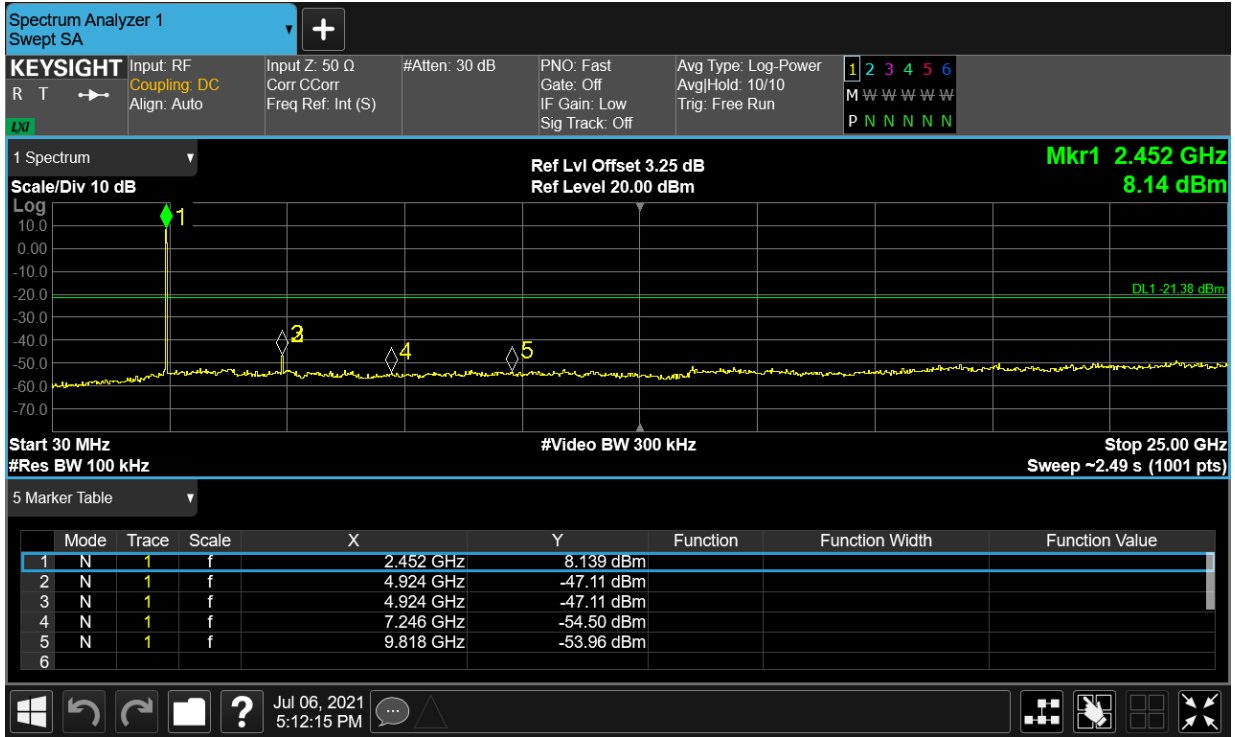 Spectrum Analyzer 1
Swept SA
KEYSIGHT
R T
LXI
Input: RF
Coupling: DC
Align: Auto
Input Z: 50 Ω
Corr CCorr
Freq Ref: Int (S)
#Atten: 30 dB
PNO: Fast
Gate: Off
IF Gain: Low
Sig Track: Off
Avg Type: Log-Power
Avg|Hold: 10/10
Trig: Free Run
1 2 3 4 5 6
M W W W W W
P N N N N N
1 Spectrum
Scale/Div 10 dB
Ref Lvl Offset 3.25 dB
Ref Level 20.00 dBm
Mkr1 2.452 GHz
8.14 dBm
Log
10.0
0.00
-10.0
-20.0
-30.0
-40.0
-50.0
-60.0
-70.0
1
3
4
5
DL1 -21.38 dBm
Start 30 MHz
#Res BW 100 kHz
#Video BW 300 kHz
Stop 25.00 GHz
Sweep ~2.49 s (1001 pts)
5 Marker Table
Mode Trace Scale X Y Function Function Width Function Value
1 N 1 f 2.452 GHz 8.139 dBm
2 N 1 f 4.924 GHz -47.11 dBm
3 N 1 f 4.924 GHz -47.11 dBm
4 N 1 f 7.246 GHz -54.50 dBm
5 N 1 f 9.818 GHz -53.96 dBm
6
?
Jul 06, 2021
5:12:15 PM